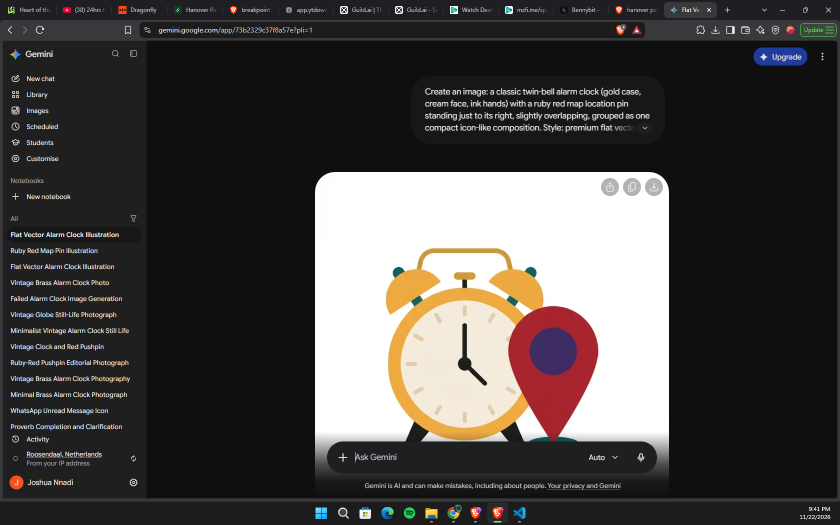 Heart of the
(30) 24hrs
Dragonfly
Hanover P
breakpoint
app.ytdow
Guild.ai | T
Guild.ai - S
Watch Deat
mzfi.me/sp
Bennybit -
hanover pa
Flat Ve
gemini.google.com/app/73b2329c37f8a57e?pli=1
Update
Gemini
Upgrade
New chat
Library
Images
Scheduled
Students
Customise
Notebooks
New notebook
All
Flat Vector Alarm Clock Illustration
Ruby Red Map Pin Illustration
Flat Vector Alarm Clock Illustration
Vintage Brass Alarm Clock Photo
Failed Alarm Clock Image Generation
Vintage Globe Still-Life Photograph
Minimalist Vintage Alarm Clock Still Life
Vintage Clock and Red Pushpin
Ruby-Red Pushpin Editorial Photograph
Vintage Brass Alarm Clock Photography
Minimal Brass Alarm Clock Photograph
WhatsApp Unread Message Icon
Proverb Completion and Clarification
Activity
Roosendaal, Netherlands
From your IP address
J
Joshua Nnadi
Create an image: a classic twin-bell alarm clock (gold case,
cream face, ink hands) with a ruby red map location pin
standing just to its right, slightly overlapping, grouped as one
compact icon-like composition. Style: premium flat vecto
Ask Gemini
Auto
Gemini is AI and can make mistakes, including about people. Your privacy and Gemini
9:41 PM
11/22/2026